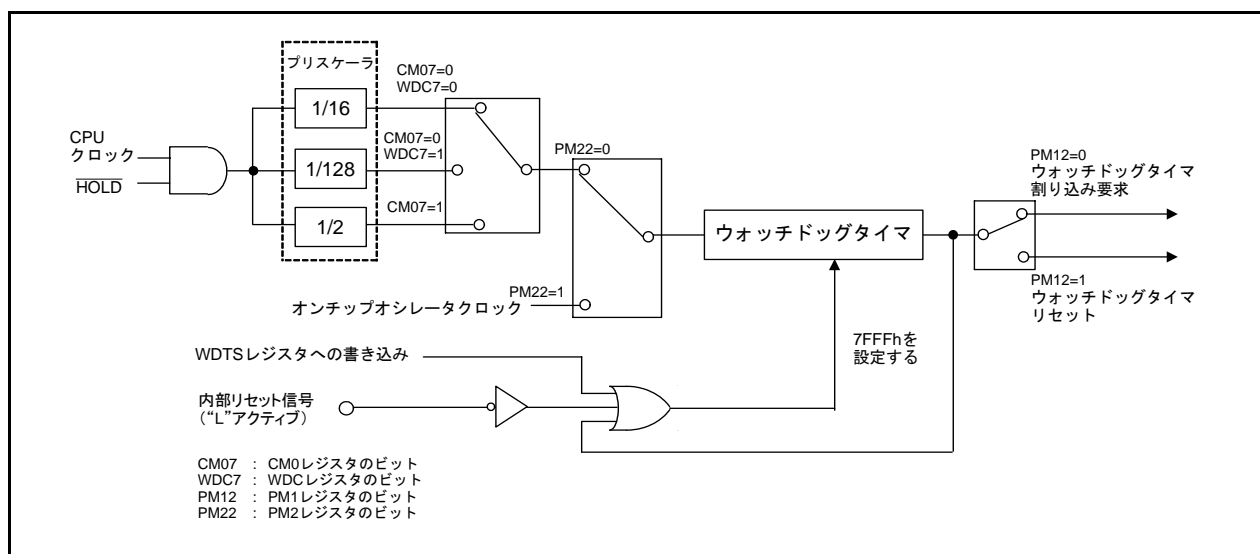 プリスケーラ
CM07=0
WDC7=0
1/16
CPU
クロック
HOLD
CM07=0
WDC7=1
1/128
PM22=0
CM07=1
1/2
ウォッチドッグタイマ
PM12=0
ウォッチドッグタイマ
割り込み要求
PM12=1
ウォッチドッグタイマ
リセット
PM22=1
オンチップオシレータクロック
7FFFhを
設定する
WDTSレジスタへの書き込み
内部リセット信号
(“L”アクティブ)
CM07 : CM0レジスタのビット
WDC7 : WDCレジスタのビット
PM12 : PM1レジスタのビット
PM22 : PM2レジスタのビット